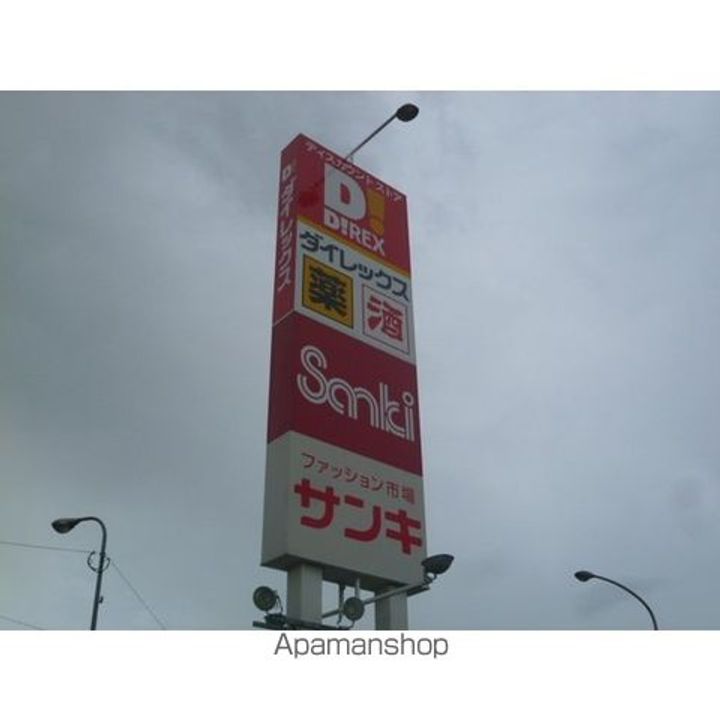 ディスカウントストア
D!
D!REX
D!ダイレックス
ダイレックス
薬 酒
Sanki
ファッション市場
サンキ
Apamanshop